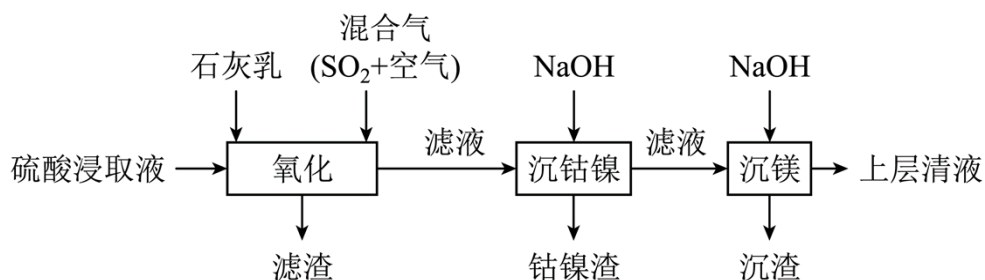 混合气
石灰乳 (SO₂+空气) NaOH NaOH
硫酸浸取液 氧化 滤液 沉钴镍 滤液 沉镁 上层清液
滤渣 钴镍渣 沉渣